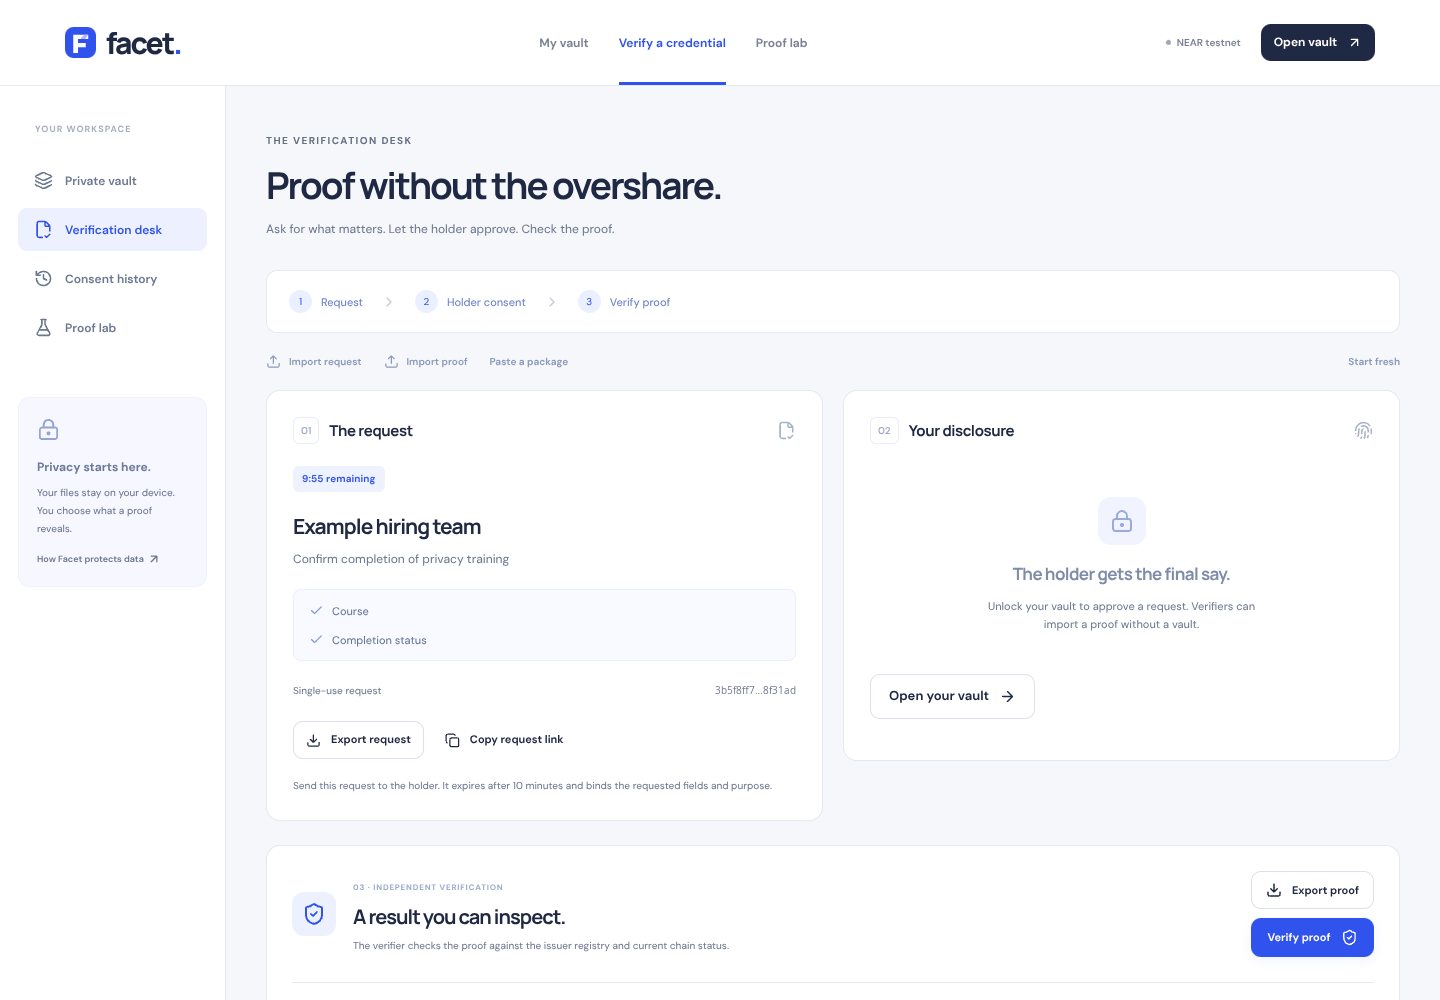 facet.
My vault
Verify a credential
Proof lab
NEAR testnet
Open vault
YOUR WORKSPACE
Private vault
Verification desk
Consent history
Proof lab
Privacy starts here.
Your files stay on your device.
You choose what a proof
reveals.
How Facet protects data
THE VERIFICATION DESK
Proof without the overshare.
Ask for what matters. Let the holder approve. Check the proof.
1 Request
2 Holder consent
3 Verify proof
Import request
Import proof
Paste a package
Start fresh
01 The request
9:55 remaining
Example hiring team
Confirm completion of privacy training
Course
Completion status
Single-use request
3b5f8ff7...8f31ad
Export request
Copy request link
Send this request to the holder. It expires after 10 minutes and binds the requested fields and purpose.
02 Your disclosure
The holder gets the final say.
Unlock your vault to approve a request. Verifiers can
import a proof without a vault.
Open your vault
03 · INDEPENDENT VERIFICATION
A result you can inspect.
The verifier checks the proof against the issuer registry and current chain status.
Export proof
Verify proof